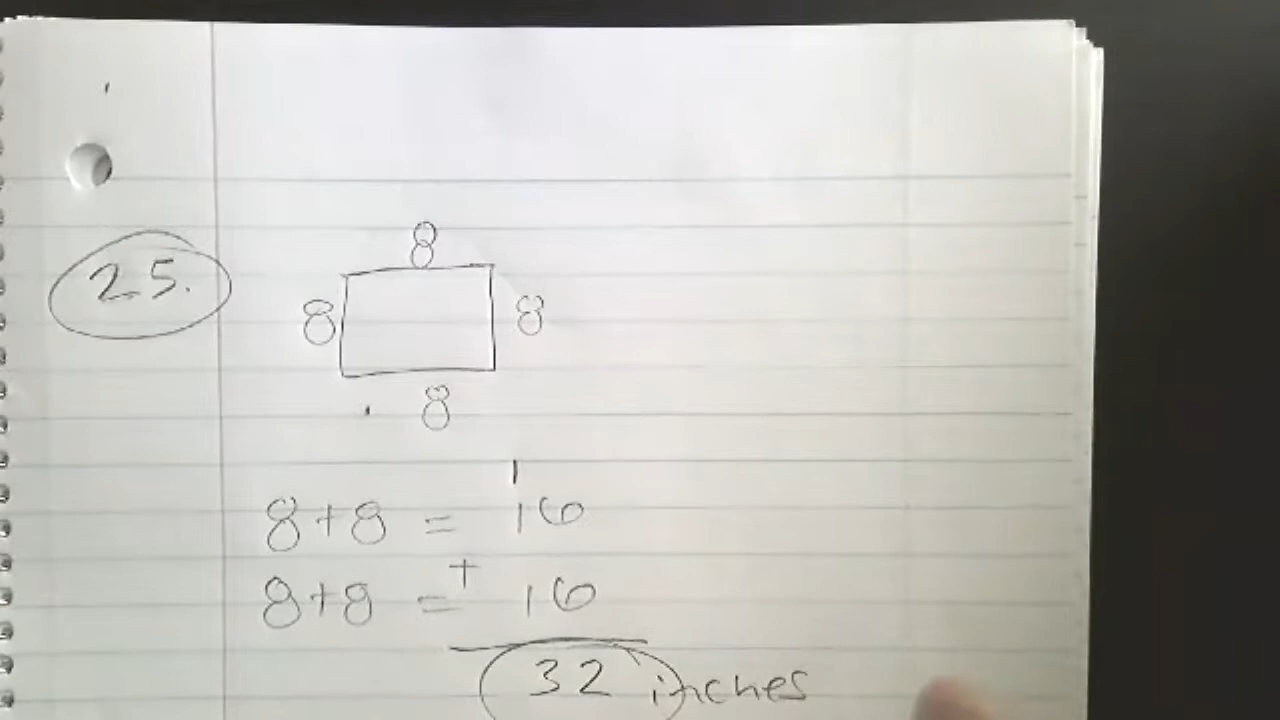 25.
8
8 8
8
1
8+8 = 16
8+8 = + 16
32 inches